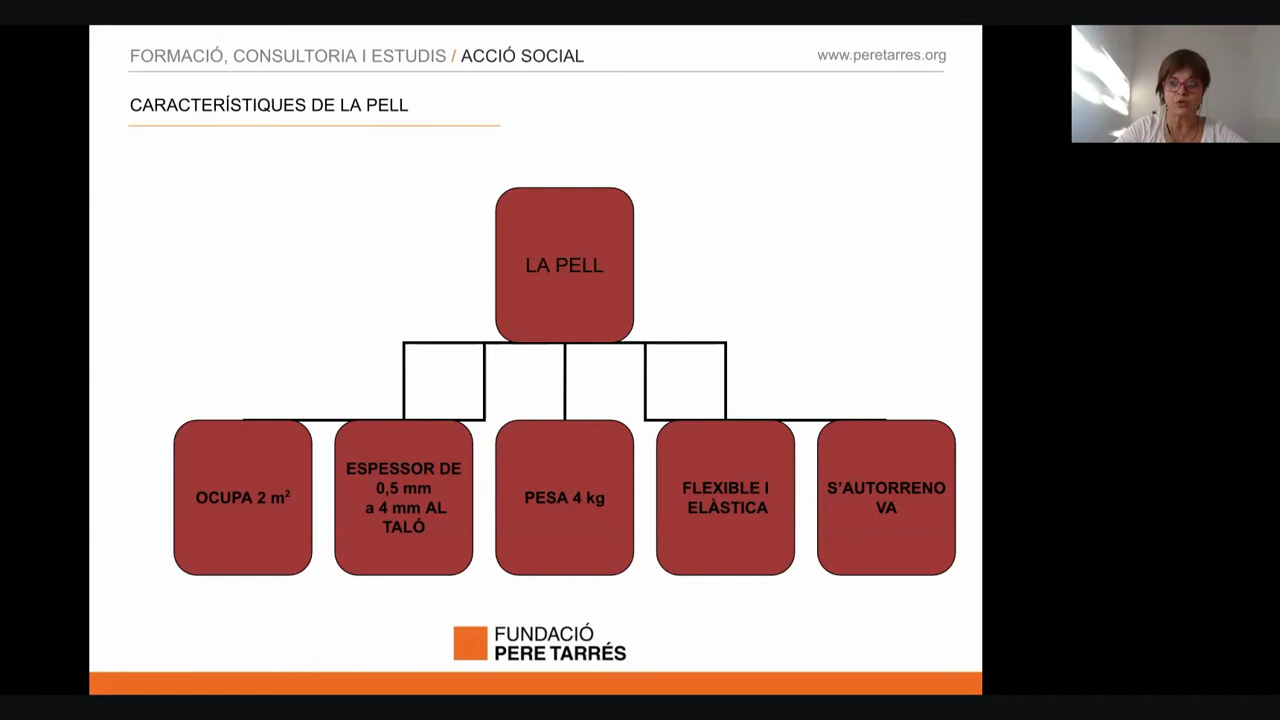 FORMACIÓ, CONSULTORIA I ESTUDIS / ACCIÓ SOCIAL
www.peretarres.org
CARACTERÍSTIQUES DE LA PELL
LA PELL
OCUPA 2 m²
ESPESSOR DE
0,5 mm
a 4 mm AL
TALÓ
PESA 4 kg
FLEXIBLE I
ELÀSTICA
S’AUTORRENO
VA
FUNDACIÓ
PERE TARRÉS